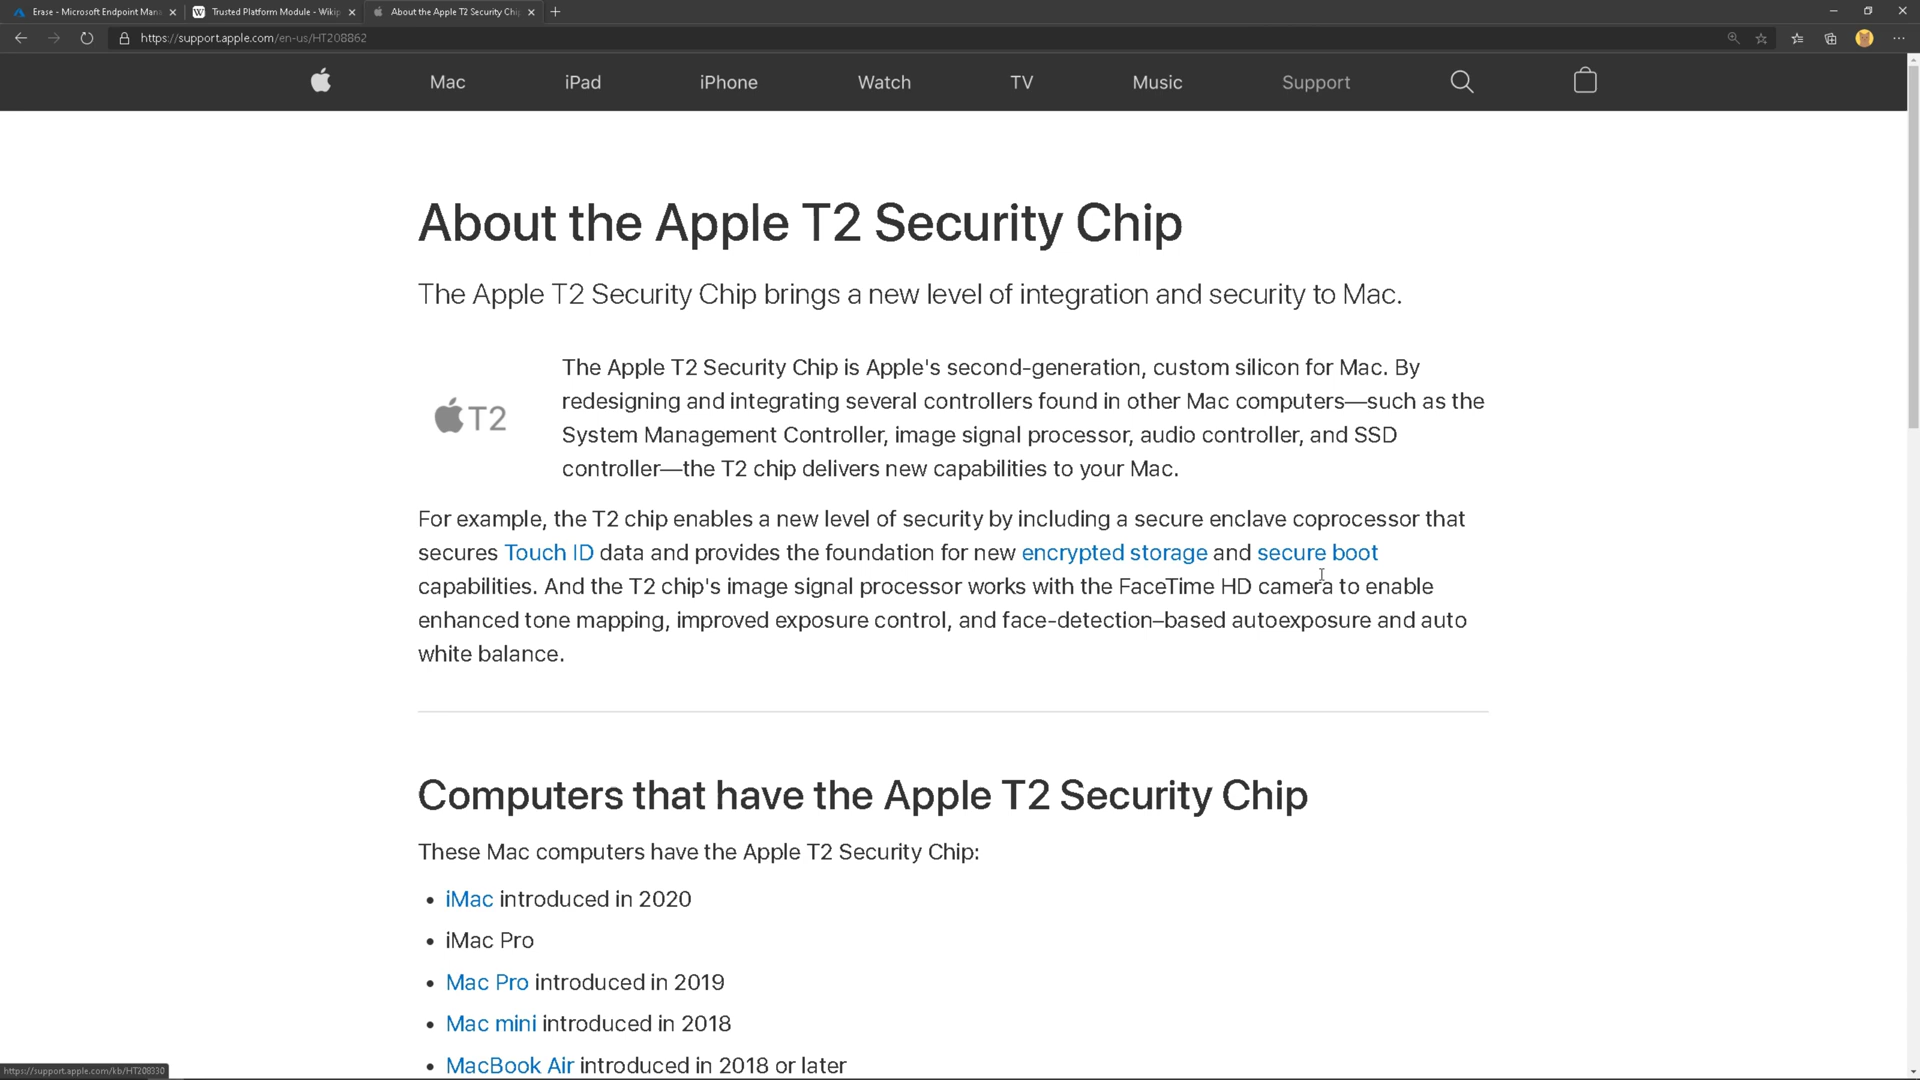 Erase - Microsoft Endpoint Mana
Trusted Platform Module - Wikip
About the Apple T2 Security Chi
https://support.apple.com/en-us/HT208862
Mac
iPad
iPhone
Watch
TV
Music
Support
About the Apple T2 Security Chip
The Apple T2 Security Chip brings a new level of integration and security to Mac.
T2
The Apple T2 Security Chip is Apple's second-generation, custom silicon for Mac. By
redesigning and integrating several controllers found in other Mac computers—such as the
System Management Controller, image signal processor, audio controller, and SSD
controller—the T2 chip delivers new capabilities to your Mac.
For example, the T2 chip enables a new level of security by including a secure enclave coprocessor that
secures Touch ID data and provides the foundation for new encrypted storage and secure boot
capabilities. And the T2 chip's image signal processor works with the FaceTime HD camera to enable
enhanced tone mapping, improved exposure control, and face-detection–based autoexposure and auto
white balance.
Computers that have the Apple T2 Security Chip
These Mac computers have the Apple T2 Security Chip:
• iMac introduced in 2020
• iMac Pro
• Mac Pro introduced in 2019
• Mac mini introduced in 2018
• MacBook Air introduced in 2018 or later
https://support.apple.com/kb/HT208330